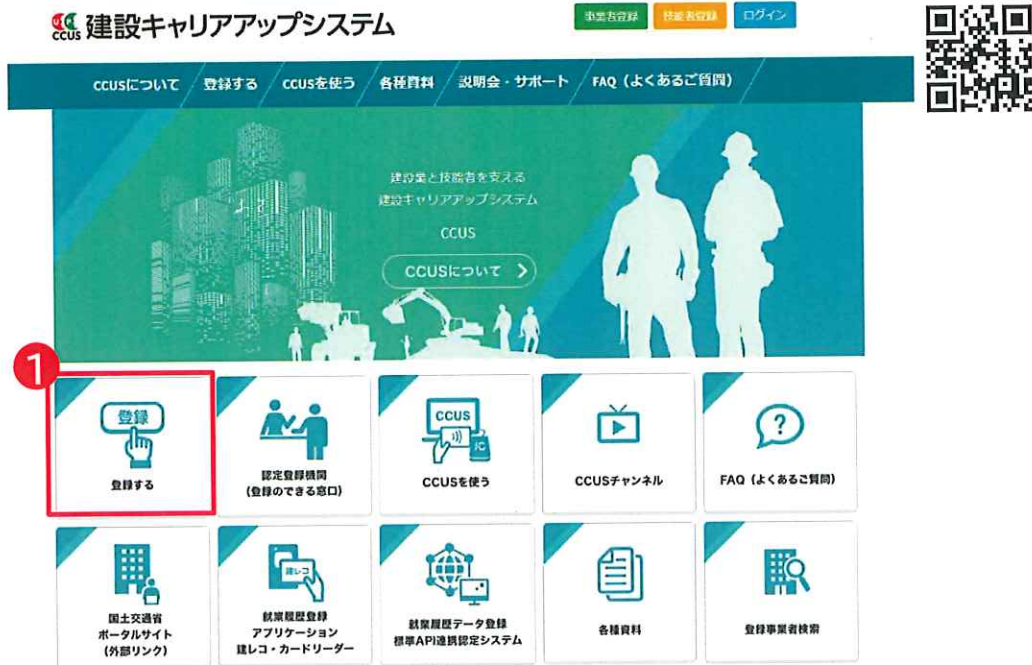 CCUS 建設キャリアアップシステム
事業者登録 技能者登録 ログイン
CCUSについて 登録する CCUSを使う 各種資料 説明会・サポート FAQ（よくあるご質問）
建設業と技能者を支える
建設キャリアアップシステム
CCUS
CCUSについて
1
登録
登録する
認定登録機関
(登録のできる窓口)
CCUS
IC
CCUSを使う
CCUSチャンネル
?
FAQ（よくあるご質問）
国土交通省
ポータルサイト
(外部リンク)
建レコ
就業履歴登録
アプリケーション
建レコ・カードリーダー
就業履歴データ登録
標準API連携認定システム
各種資料
登録事業者検索